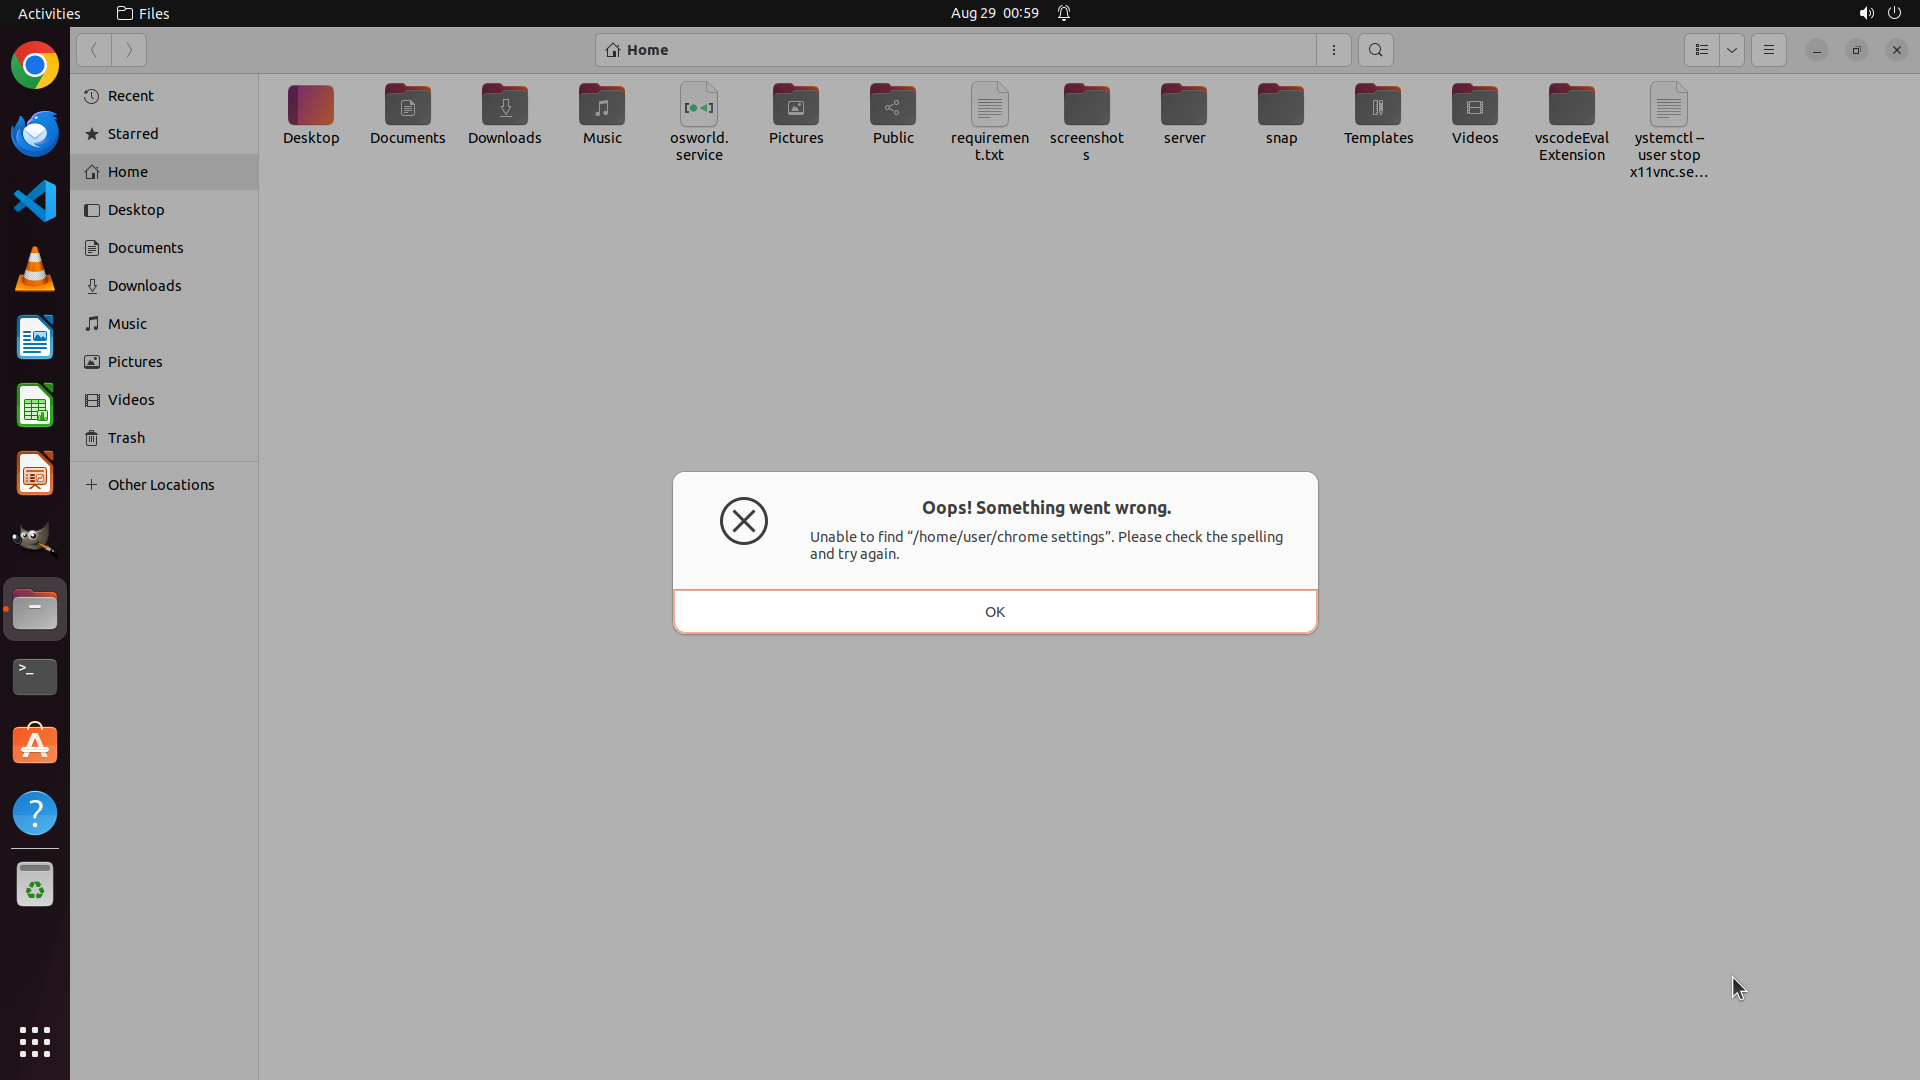 Activities
Files
Aug 29 00:59
Home
Recent
Starred
Home
Desktop
Documents
Downloads
Music
Pictures
Videos
Trash
Other Locations
Desktop
Documents
Downloads
Music
osworld.
service
Pictures
Public
requiremen
t.txt
screenshot
s
server
snap
Templates
Videos
vscodeEval
Extension
ystemctl --
user stop
x11vnc.se…
Oops! Something went wrong.
Unable to find “/home/user/chrome settings”. Please check the spelling
and try again.
OK